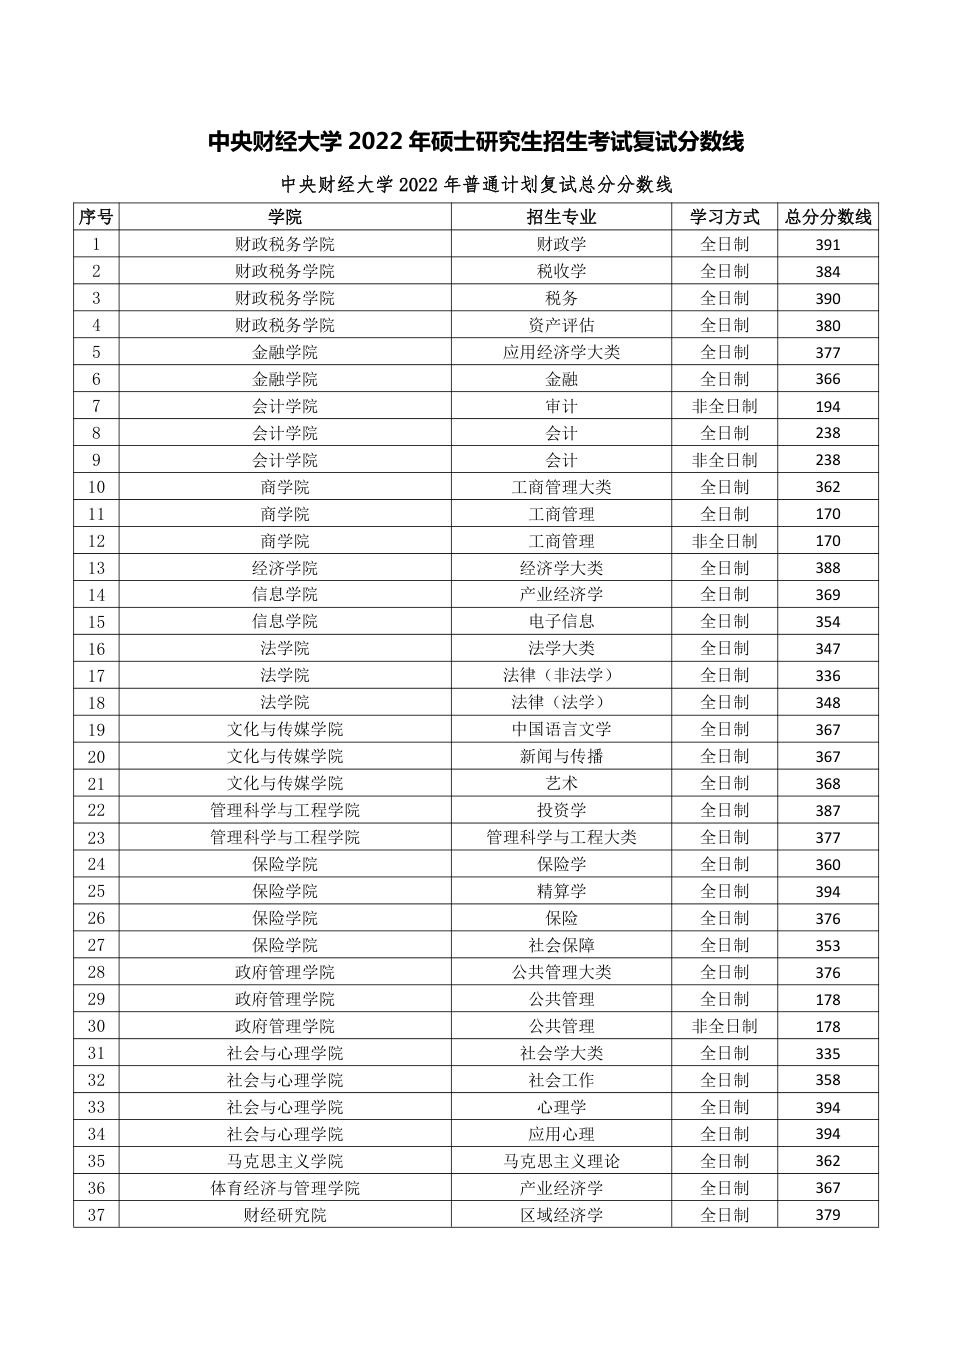 中央财经大学 2022 年硕士研究生招生考试复试分数线
中央财经大学 2022 年普通计划复试总分分数线
序号 学院 招生专业 学习方式 总分分数线
1 财政税务学院 财政学 全日制 391
2 财政税务学院 税收学 全日制 384
3 财政税务学院 税务 全日制 390
4 财政税务学院 资产评估 全日制 380
5 金融学院 应用经济学大类 全日制 377
6 金融学院 金融 全日制 366
7 会计学院 审计 非全日制 194
8 会计学院 会计 全日制 238
9 会计学院 会计 非全日制 238
10 商学院 工商管理大类 全日制 362
11 商学院 工商管理 全日制 170
12 商学院 工商管理 非全日制 170
13 经济学院 经济学大类 全日制 388
14 信息学院 产业经济学 全日制 369
15 信息学院 电子信息 全日制 354
16 法学院 法学大类 全日制 347
17 法学院 法律（非法学） 全日制 336
18 法学院 法律（法学） 全日制 348
19 文化与传媒学院 中国语言文学 全日制 367
20 文化与传媒学院 新闻与传播 全日制 367
21 文化与传媒学院 艺术 全日制 368
22 管理科学与工程学院 投资学 全日制 387
23 管理科学与工程学院 管理科学与工程大类 全日制 377
24 保险学院 保险学 全日制 360
25 保险学院 精算学 全日制 394
26 保险学院 保险 全日制 376
27 保险学院 社会保障 全日制 353
28 政府管理学院 公共管理大类 全日制 376
29 政府管理学院 公共管理 全日制 178
30 政府管理学院 公共管理 非全日制 178
31 社会与心理学院 社会学大类 全日制 335
32 社会与心理学院 社会工作 全日制 358
33 社会与心理学院 心理学 全日制 394
34 社会与心理学院 应用心理 全日制 394
35 马克思主义学院 马克思主义理论 全日制 362
36 体育经济与管理学院 产业经济学 全日制 367
37 财经研究院 区域经济学 全日制 379